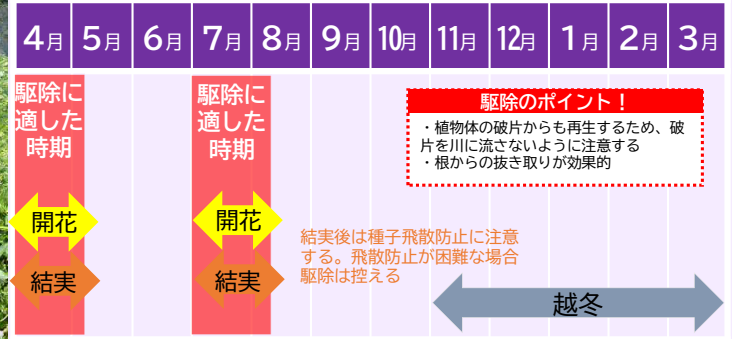 4月 5月 6月 7月 8月 9月 10月 11月 12月 1月 2月 3月
駆除に
適した
時期
駆除に
適した
時期
駆除のポイント！
・植物体の破片からも再生するため、破
片を川に流さないように注意する
・根からの抜き取りが効果的
開花
開花
結実後は種子飛散防止に注意
する。飛散防止が困難な場合
駆除は控える
結実
結実
越冬